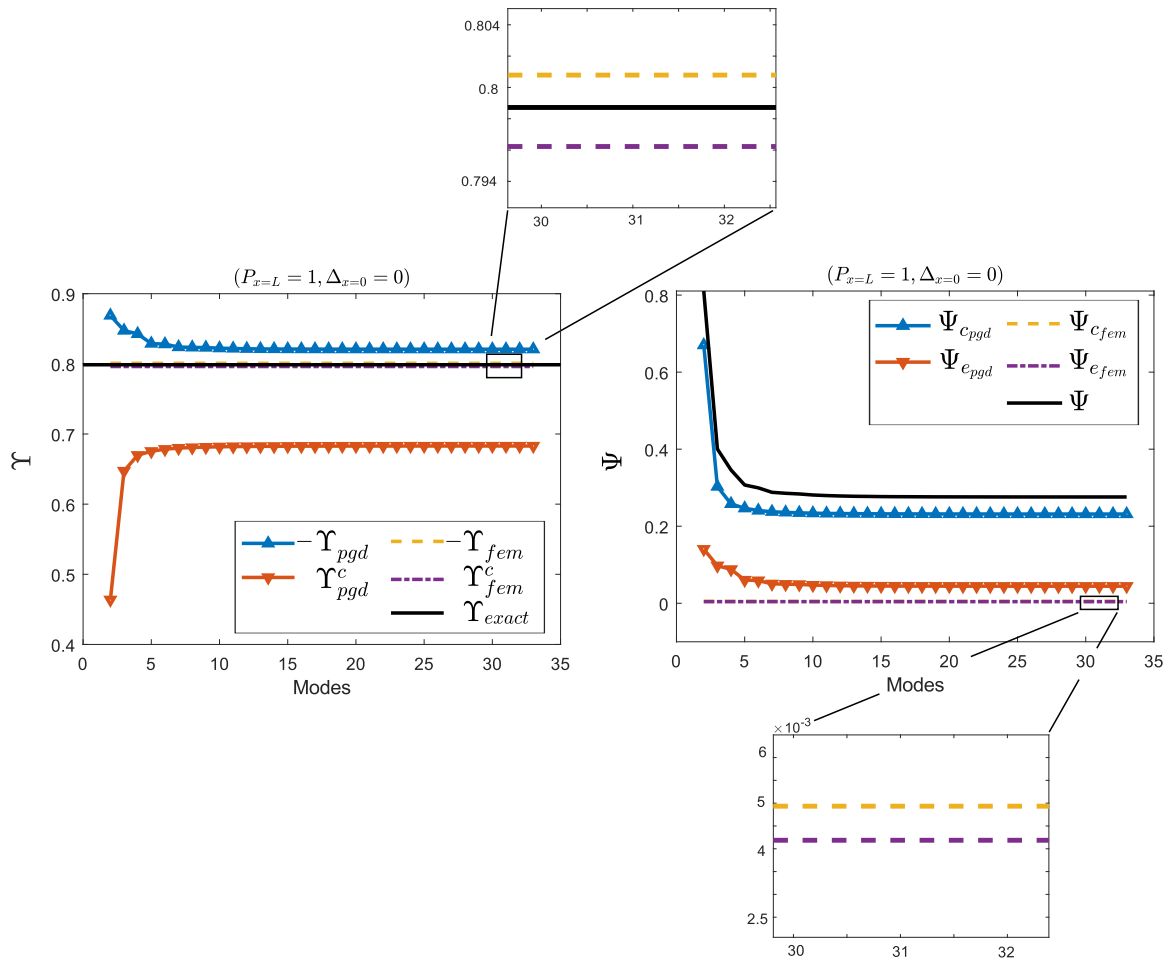 0.804
0.8
0.794
30 31 32
(P_{x=L} = 1, Δ_{x=0} = 0)
0.9
0.8
0.7
0.6
0.5
0.4
0 5 10 15 20 25 30 35
Modes
Υ
−Υ_{pgd} −Υ_{fem}
Υ^c_{pgd} Υ^c_{fem}
Υ_{exact}
(P_{x=L} = 1, Δ_{x=0} = 0)
0.8
0.6
0.4
0.2
0
0 5 10 15 20 25 30 35
Modes
Ψ
Ψ_{c_{pgd}} Ψ_{c_{fem}}
Ψ_{e_{pgd}} Ψ_{e_{fem}}
Ψ
×10^{-3}
6
5
4
2.5
30 31 32